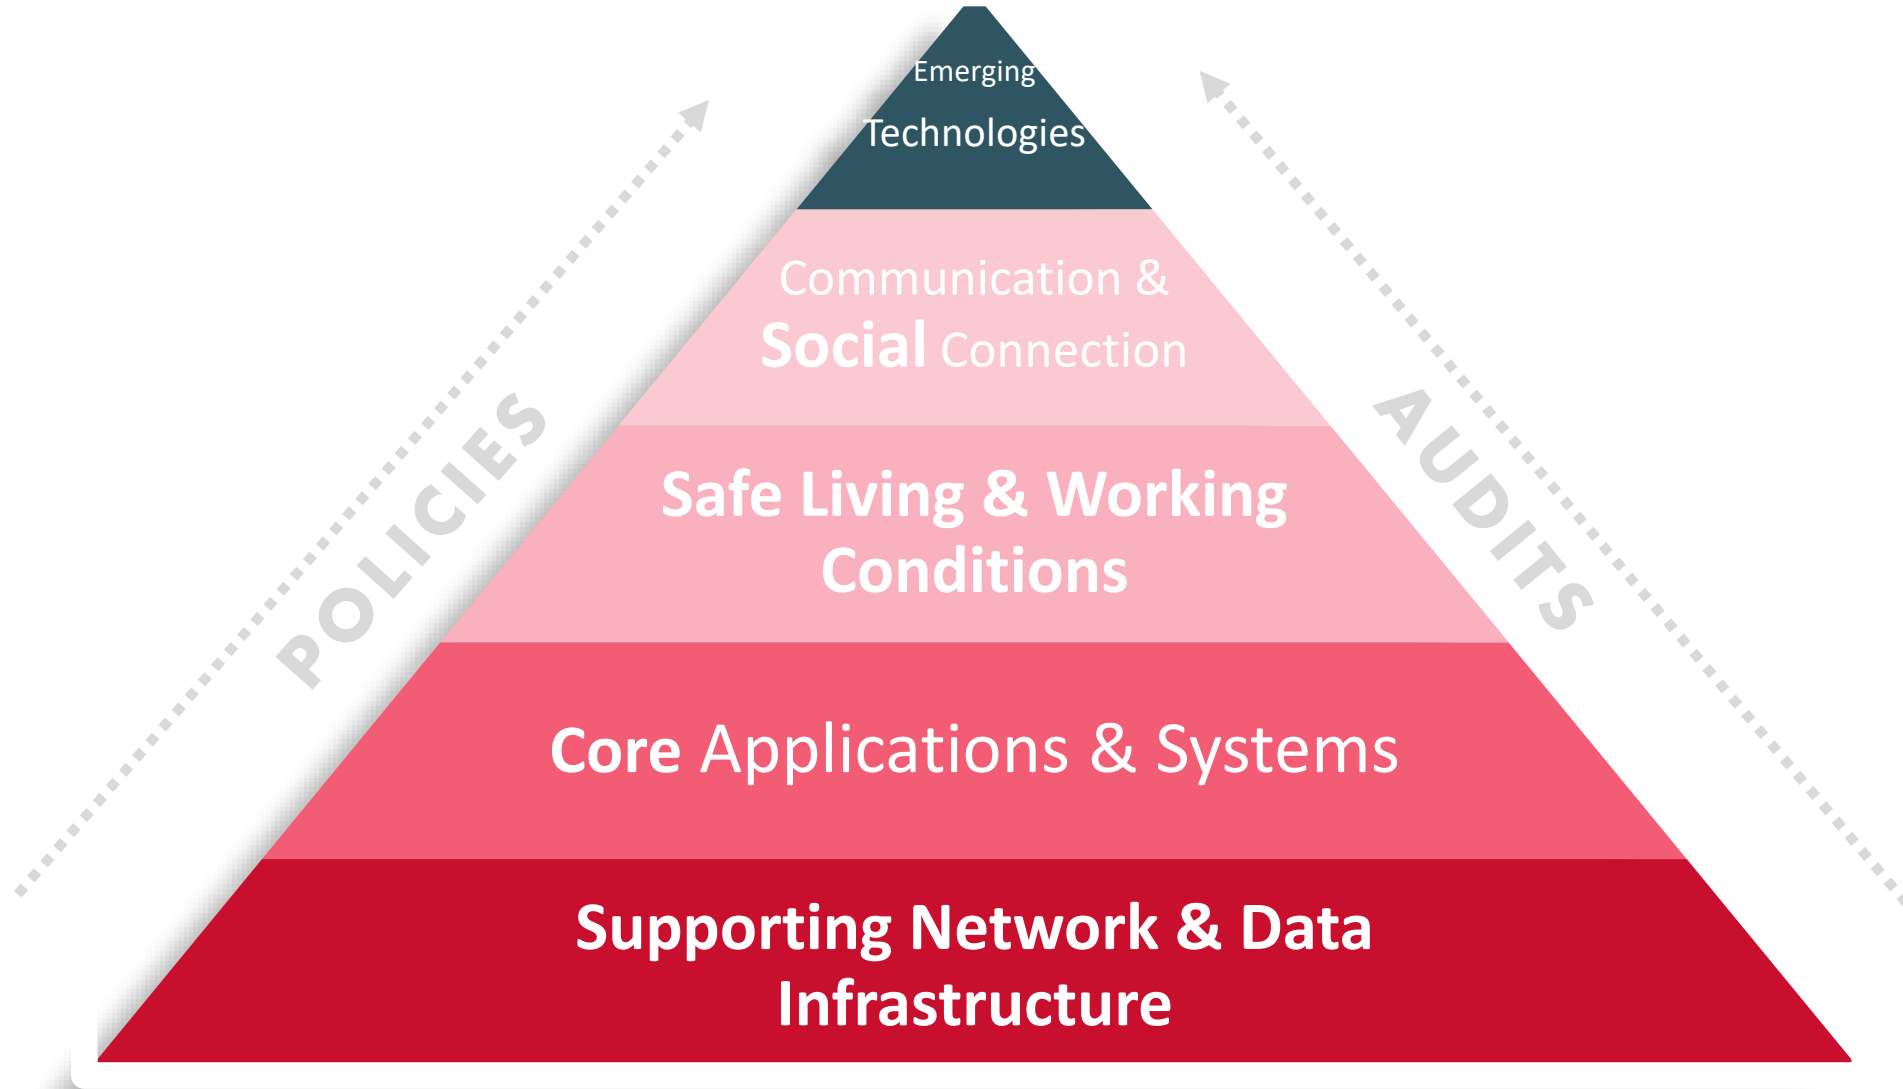 Emerging
Technologies
Communication &
Social Connection
POLICIES
AUDITS
Safe Living & Working
Conditions
Core Applications & Systems
Supporting Network & Data
Infrastructure